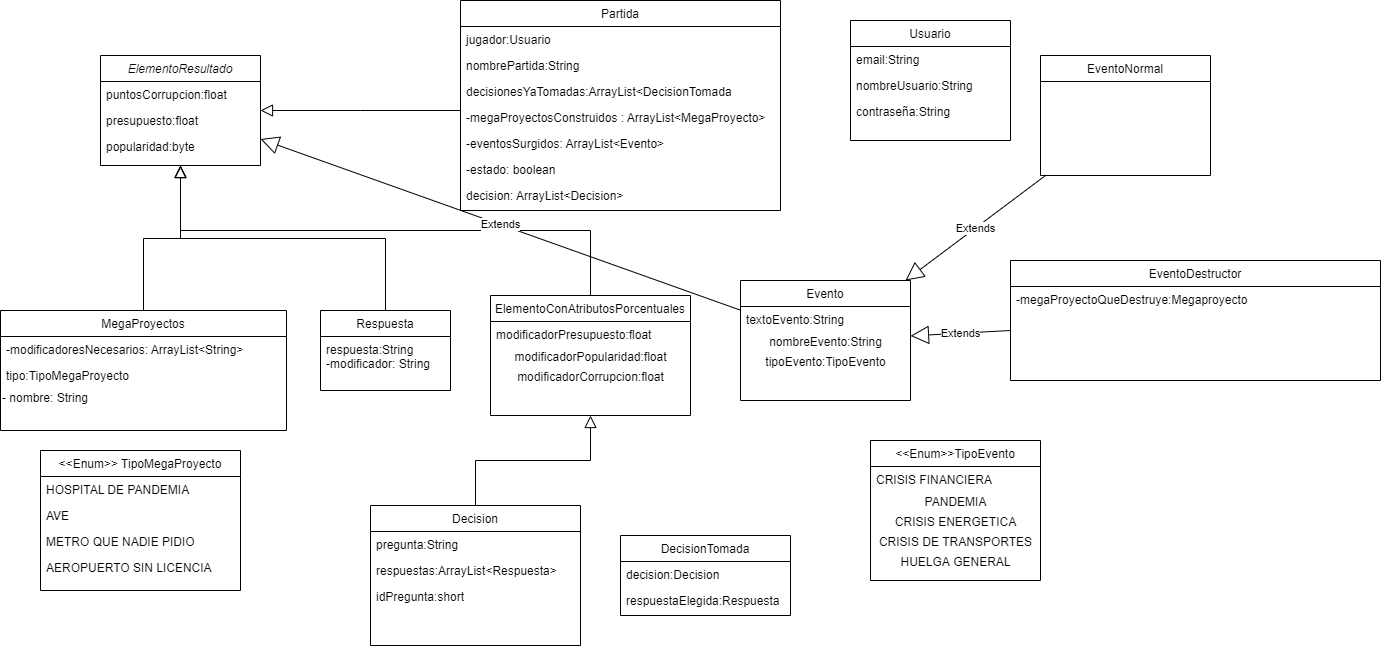 Partida
jugador:Usuario
nombrePartida:String
decisionesYaTomadas:ArrayList<DecisionTomada
-megaProyectosConstruidos : ArrayList<MegaProyecto>
-eventosSurgidos: ArrayList<Evento>
-estado: boolean
decision: ArrayList<Decision>
Usuario
email:String
nombreUsuario:String
contraseña:String
EventoNormal
ElementoResultado
puntosCorrupcion:float
presupuesto:float
popularidad:byte
Extends
Extends
EventoDestructor
-megaProyectoQueDestruye:Megaproyecto
Extends
Evento
textoEvento:String
nombreEvento:String
tipoEvento:TipoEvento
ElementoConAtributosPorcentuales
modificadorPresupuesto:float
modificadorPopularidad:float
modificadorCorrupcion:float
MegaProyectos
-modificadoresNecesarios: ArrayList<String>
tipo:TipoMegaProyecto
- nombre: String
Respuesta
respuesta:String
-modificador: String
<<Enum>> TipoMegaProyecto
HOSPITAL DE PANDEMIA
AVE
METRO QUE NADIE PIDIO
AEROPUERTO SIN LICENCIA
<<Enum>>TipoEvento
CRISIS FINANCIERA
PANDEMIA
CRISIS ENERGETICA
CRISIS DE TRANSPORTES
HUELGA GENERAL
Decision
pregunta:String
respuestas:ArrayList<Respuesta>
idPregunta:short
DecisionTomada
decision:Decision
respuestaElegida:Respuesta